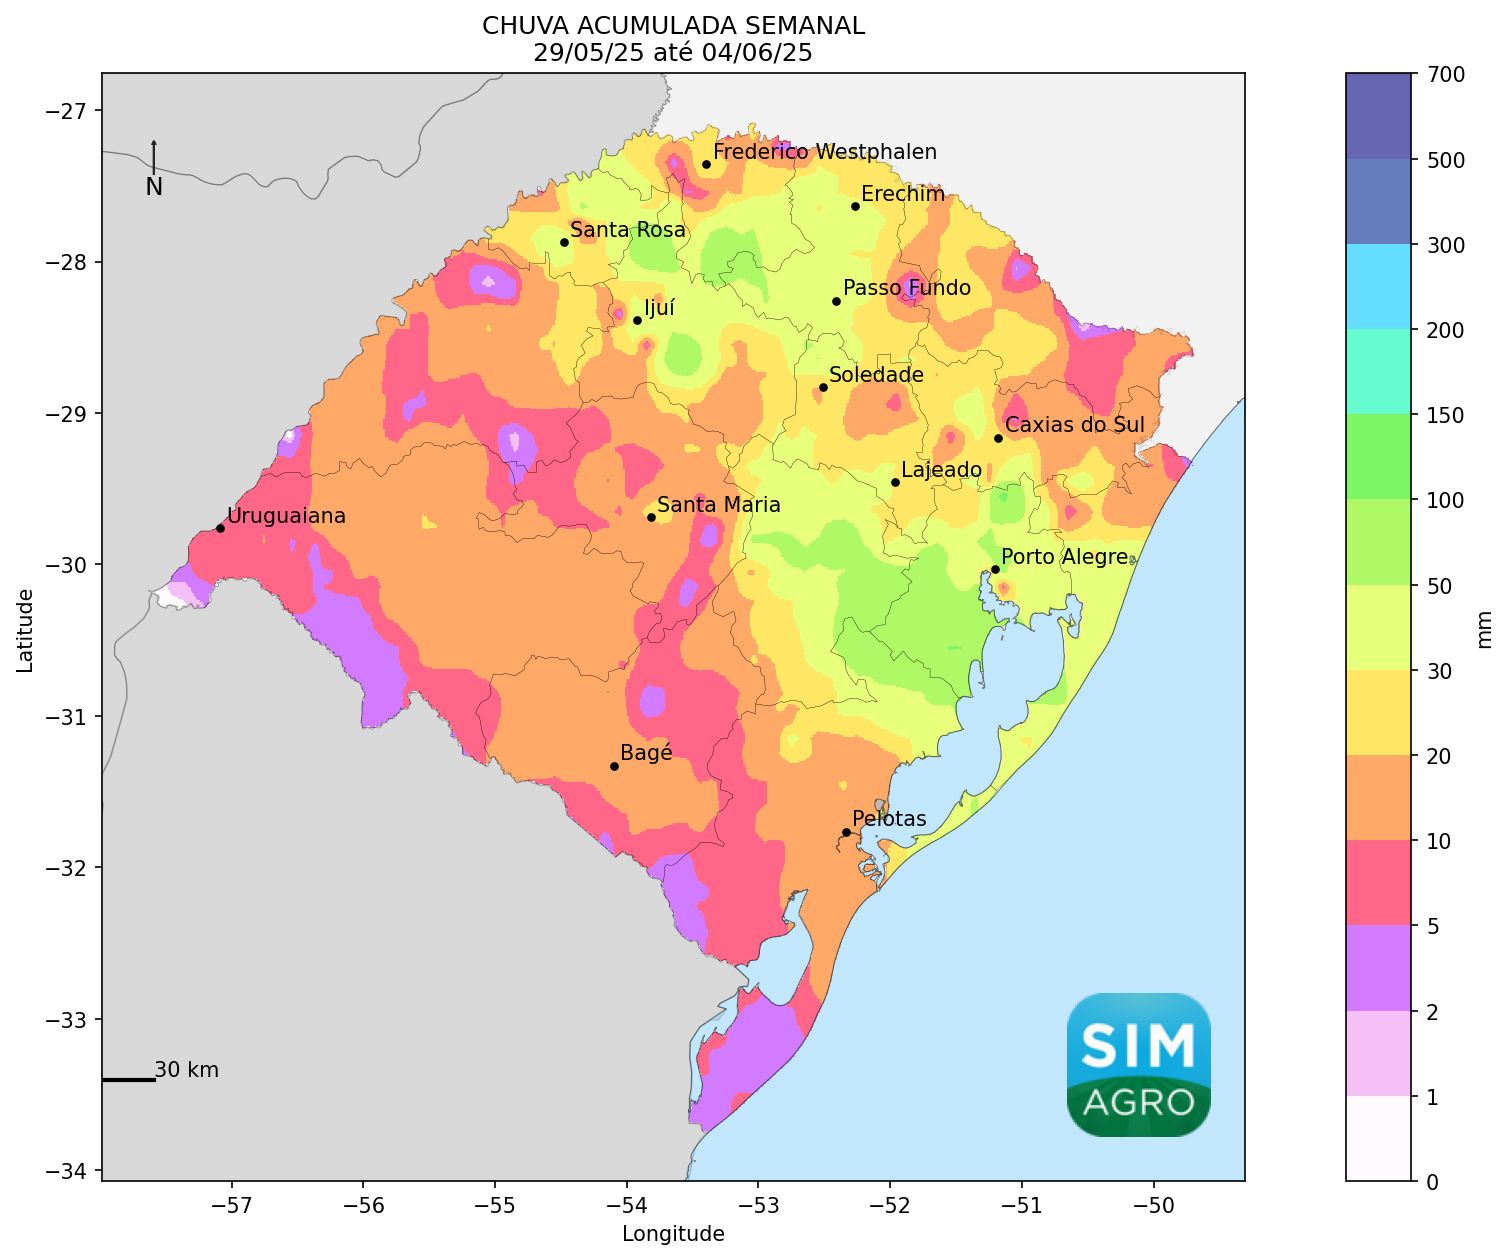 CHUVA ACUMULADA SEMANAL
29/05/25 até 04/06/25
−27
−28
−29
−30
−31
−32
−33
−34
Latitude
N
Frederico Westphalen
Erechim
Santa Rosa
Passo Fundo
Ijuí
Soledade
Caxias do Sul
Lajeado
Santa Maria
Uruguaiana
Porto Alegre
Bagé
Pelotas
30 km
SIM
AGRO
−57
−56
−55
−54
−53
−52
−51
−50
Longitude
700
500
300
200
150
100
50
30
20
10
5
2
1
0
mm